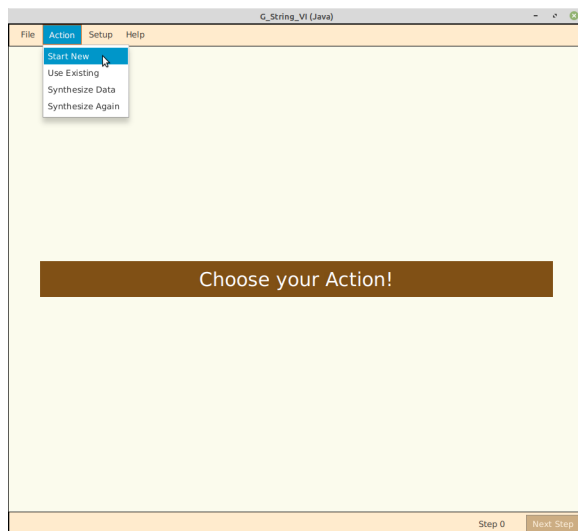 G_String_VI (Java)
File Action Setup Help
Start New
Use Existing
Synthesize Data
Synthesize Again
Choose your Action!
Step 0 Next Step